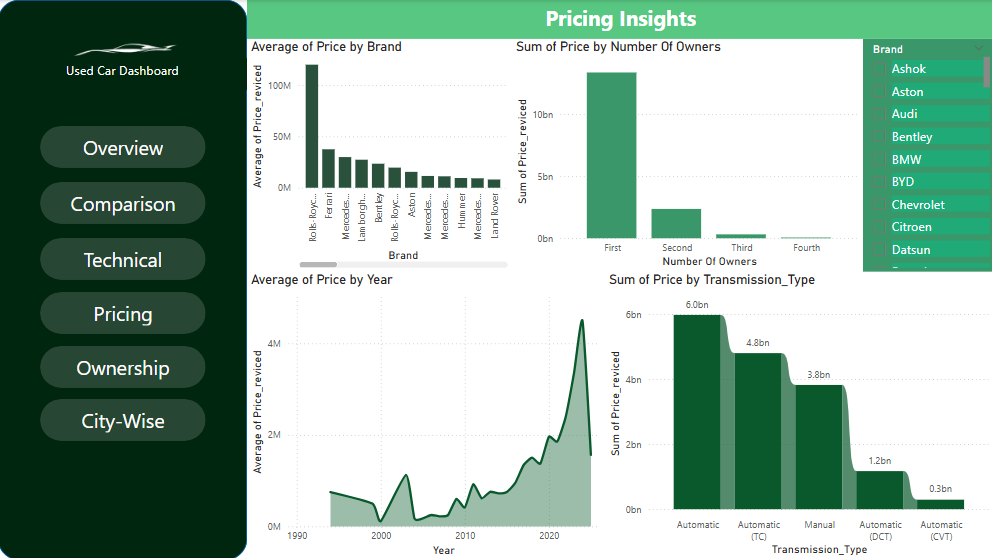 Used Car Dashboard
Overview
Comparison
Technical
Pricing
Ownership
City-Wise
Pricing Insights
Average of Price by Brand
Average of Price_reviced
100M
50M
0M
Rolls-Royc...
Ferrari
Mercedes...
Lamborgh...
Bentley
Rolls-Royc...
Aston
Mercedes...
Mercedes...
Hummer
Mercedes...
Land Rover
Brand
Sum of Price by Number Of Owners
Sum of Price_reviced
10bn
5bn
0bn
First
Second
Third
Fourth
Number Of Owners
Brand
Ashok
Aston
Audi
Bentley
BMW
BYD
Chevrolet
Citroen
Datsun
Average of Price by Year
Average of Price_reviced
4M
2M
0M
1990
2000
2010
2020
Year
Sum of Price by Transmission_Type
Sum of Price_reviced
6bn
4bn
2bn
0bn
6.0bn
4.8bn
3.8bn
1.2bn
0.3bn
Automatic
Automatic
(TC)
Manual
Automatic
(DCT)
Automatic
(CVT)
Transmission_Type